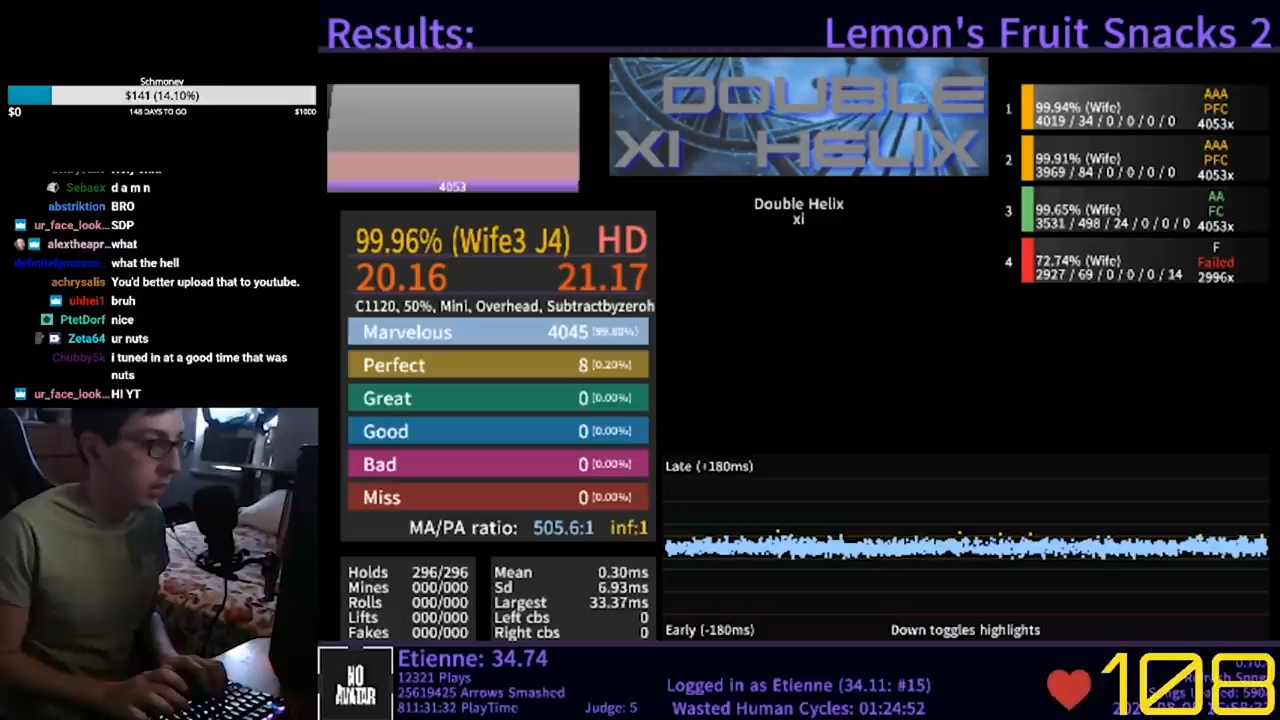 Results:
Lemon's Fruit Snacks 2
Schmoney
$141 (14.10%)
$0
148 DAYS TO GO
$1000
Sebaex d a m n
abstriktion BRO
ur_face_look... SDP
alextheapr... what
what the hell
achrysalis You'd better upload that to youtube.
uhhei1 bruh
PtetDorf nice
Zeta64 ur nuts
Chubby5k i tuned in at a good time that was
nuts
ur_face_look... HI YT
4053
DOUBLE
XI HELIX
Double Helix
xi
1 99.94% (Wife) AAA
PFC
4019 / 34 / 0 / 0 / 0 / 0 4053x
2 99.91% (Wife) AAA
PFC
3969 / 84 / 0 / 0 / 0 / 0 4053x
3 99.65% (Wife) AA
FC
3531 / 498 / 24 / 0 / 0 / 0 4053x
4 72.74% (Wife) F
Failed
2927 / 69 / 0 / 0 / 0 / 14 2996x
99.96% (Wife3 J4) HD
20.16 21.17
C1120, 50%, Mini, Overhead, Subtractbyzeroh
Marvelous 4045 [99.80%]
Perfect 8 [0.20%]
Great 0 [0.00%]
Good 0 [0.00%]
Bad 0 [0.00%]
Miss 0 [0.00%]
MA/PA ratio: 505.6:1 inf:1
Holds 296/296
Mines 000/000
Rolls 000/000
Lifts 000/000
Fakes 000/000
Mean 0.30ms
Sd 6.93ms
Largest 33.37ms
Left cbs 0
Right cbs 0
Late (+180ms)
Early (-180ms)
Down toggles highlights
NO
AVATAR
Etienne: 34.74
12321 Plays
25619425 Arrows Smashed
811:31:32 PlayTime
Judge: 5
Logged in as Etienne (34.11: #15)
Wasted Human Cycles: 01:24:52
108